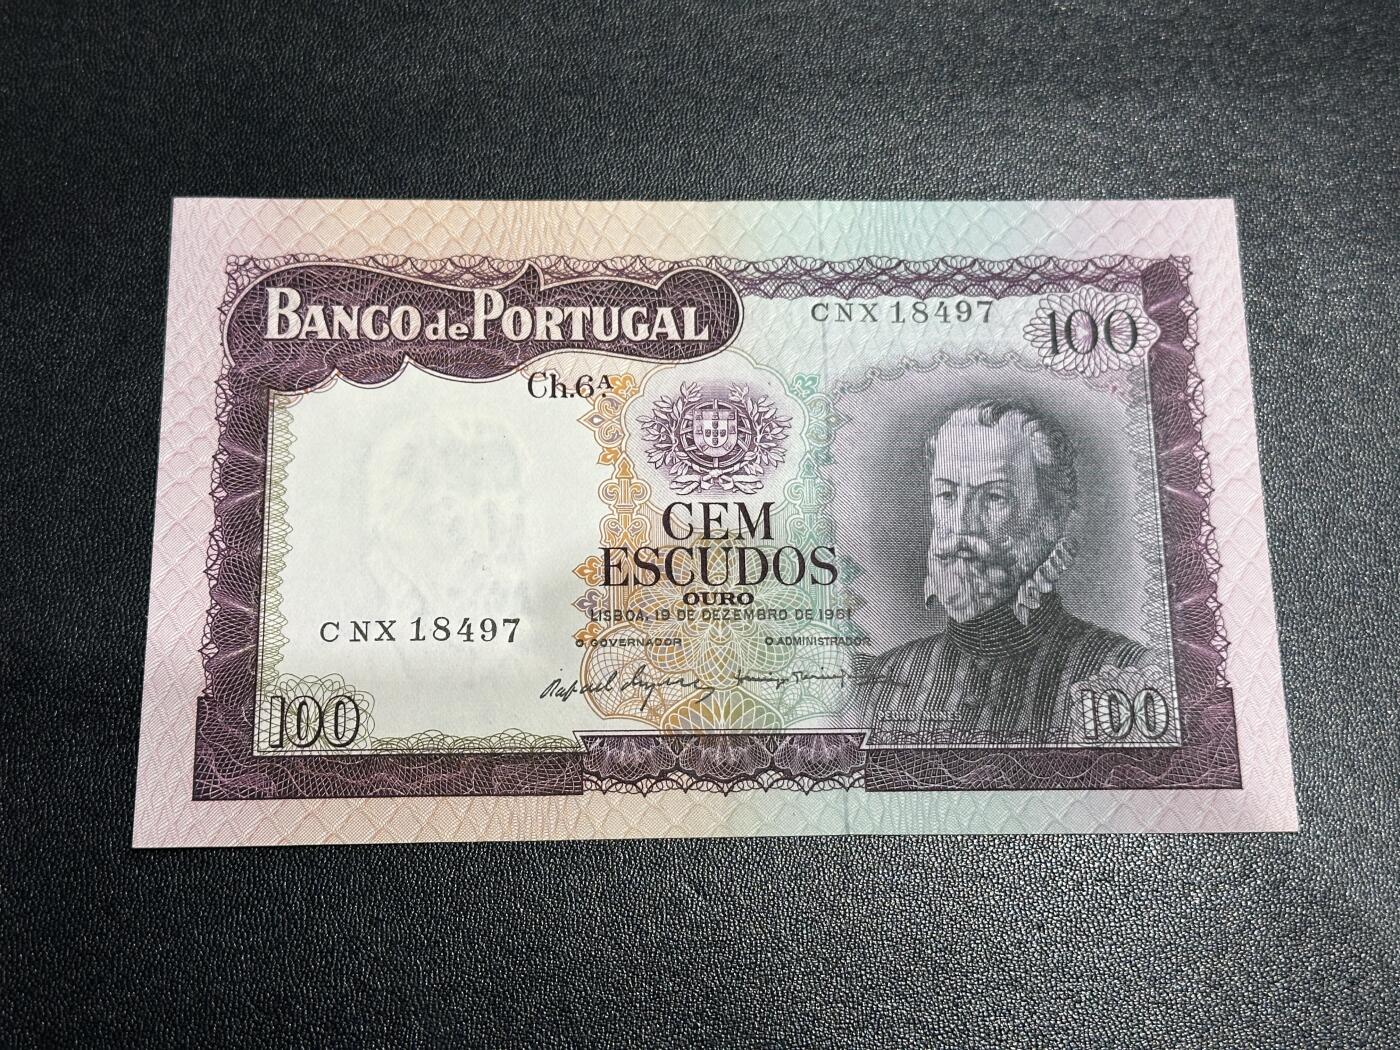 BANCO de PORTUGAL
CNX 18497
100
Ch.6A.
CEM
ESCUDOS
OURO
LISBOA, 19 DE DEZEMBRO DE 1961
CNX 18497
O GOVERNADOR
O ADMINISTRADOR
Rafael
100
100